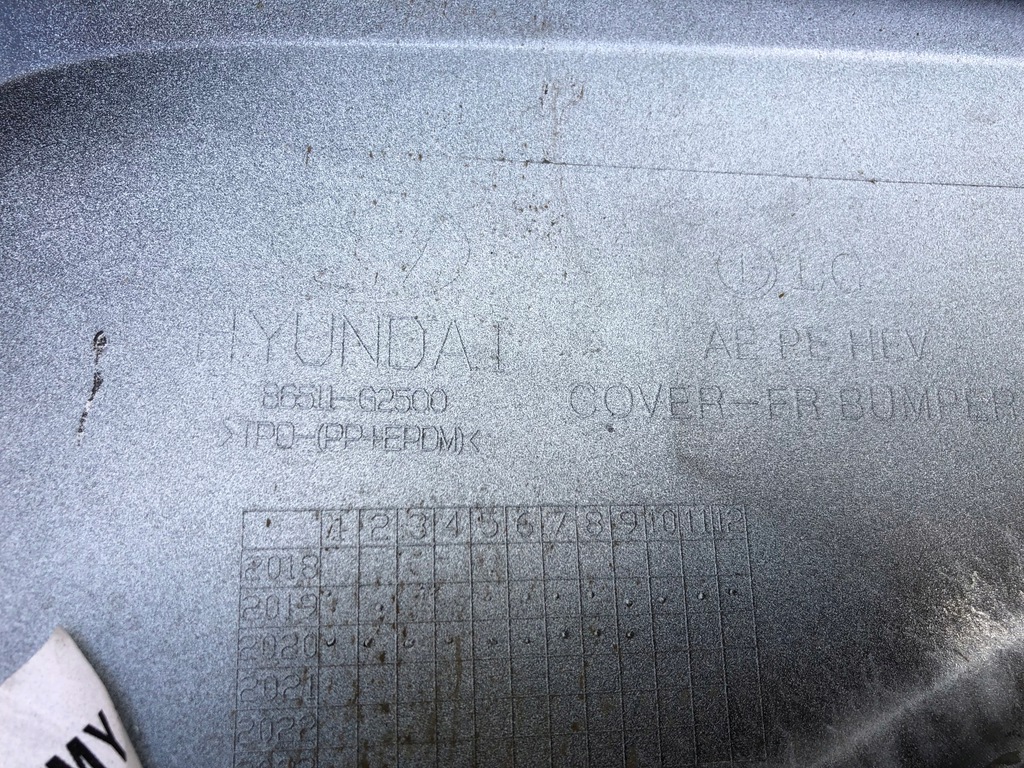 HYUNDAI
86511-G2500
>TPO-(PP+EPDM)<
LG
AE PE HEV
COVER-FR BUMPER
1 2 3 4 5 6 7 8 9 10 11 12
2018
2019
2020
2021
2022
MY